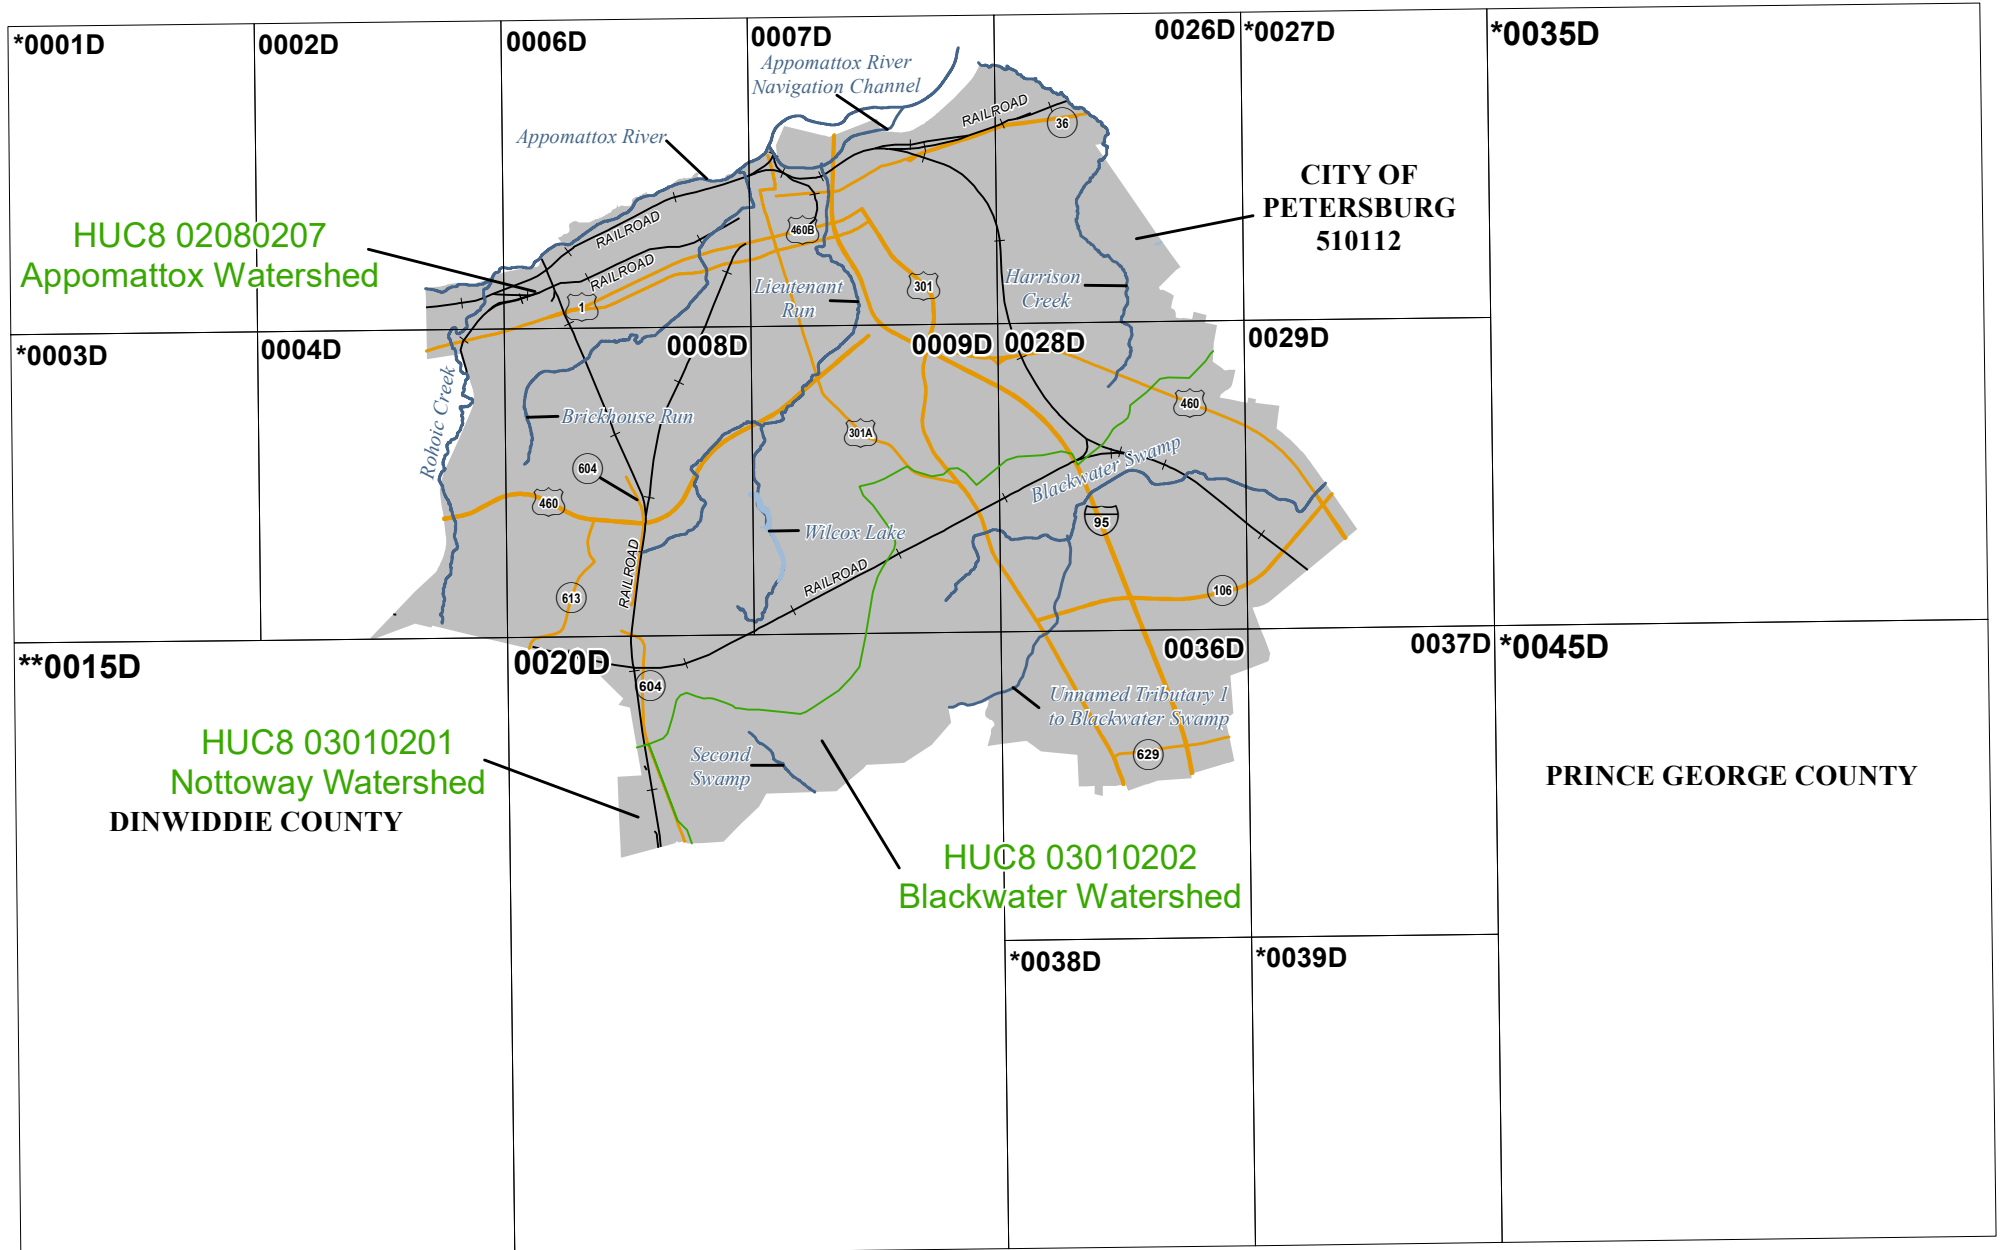 *0001D
0002D
0006D
0007D
0026D
*0027D
*0035D
Appomattox River
Navigation Channel
RAILROAD
36
Appomattox River
CITY OF
PETERSBURG
510112
HUC8 02080207
Appomattox Watershed
RAILROAD
460B
RAILROAD
1
Lieutenant
Run
301
Harrison
Creek
*0003D
0004D
0008D
0009D
0028D
0029D
Rohoic Creek
Brickhouse Run
301A
460
604
460
Blackwater Swamp
95
Wilcox Lake
RAILROAD
RAILROAD
613
106
**0015D
0020D
0036D
0037D
*0045D
604
Unnamed Tributary 1
to Blackwater Swamp
HUC8 03010201
Nottoway Watershed
DINWIDDIE COUNTY
Second
Swamp
629
PRINCE GEORGE COUNTY
HUC8 03010202
Blackwater Watershed
*0038D
*0039D